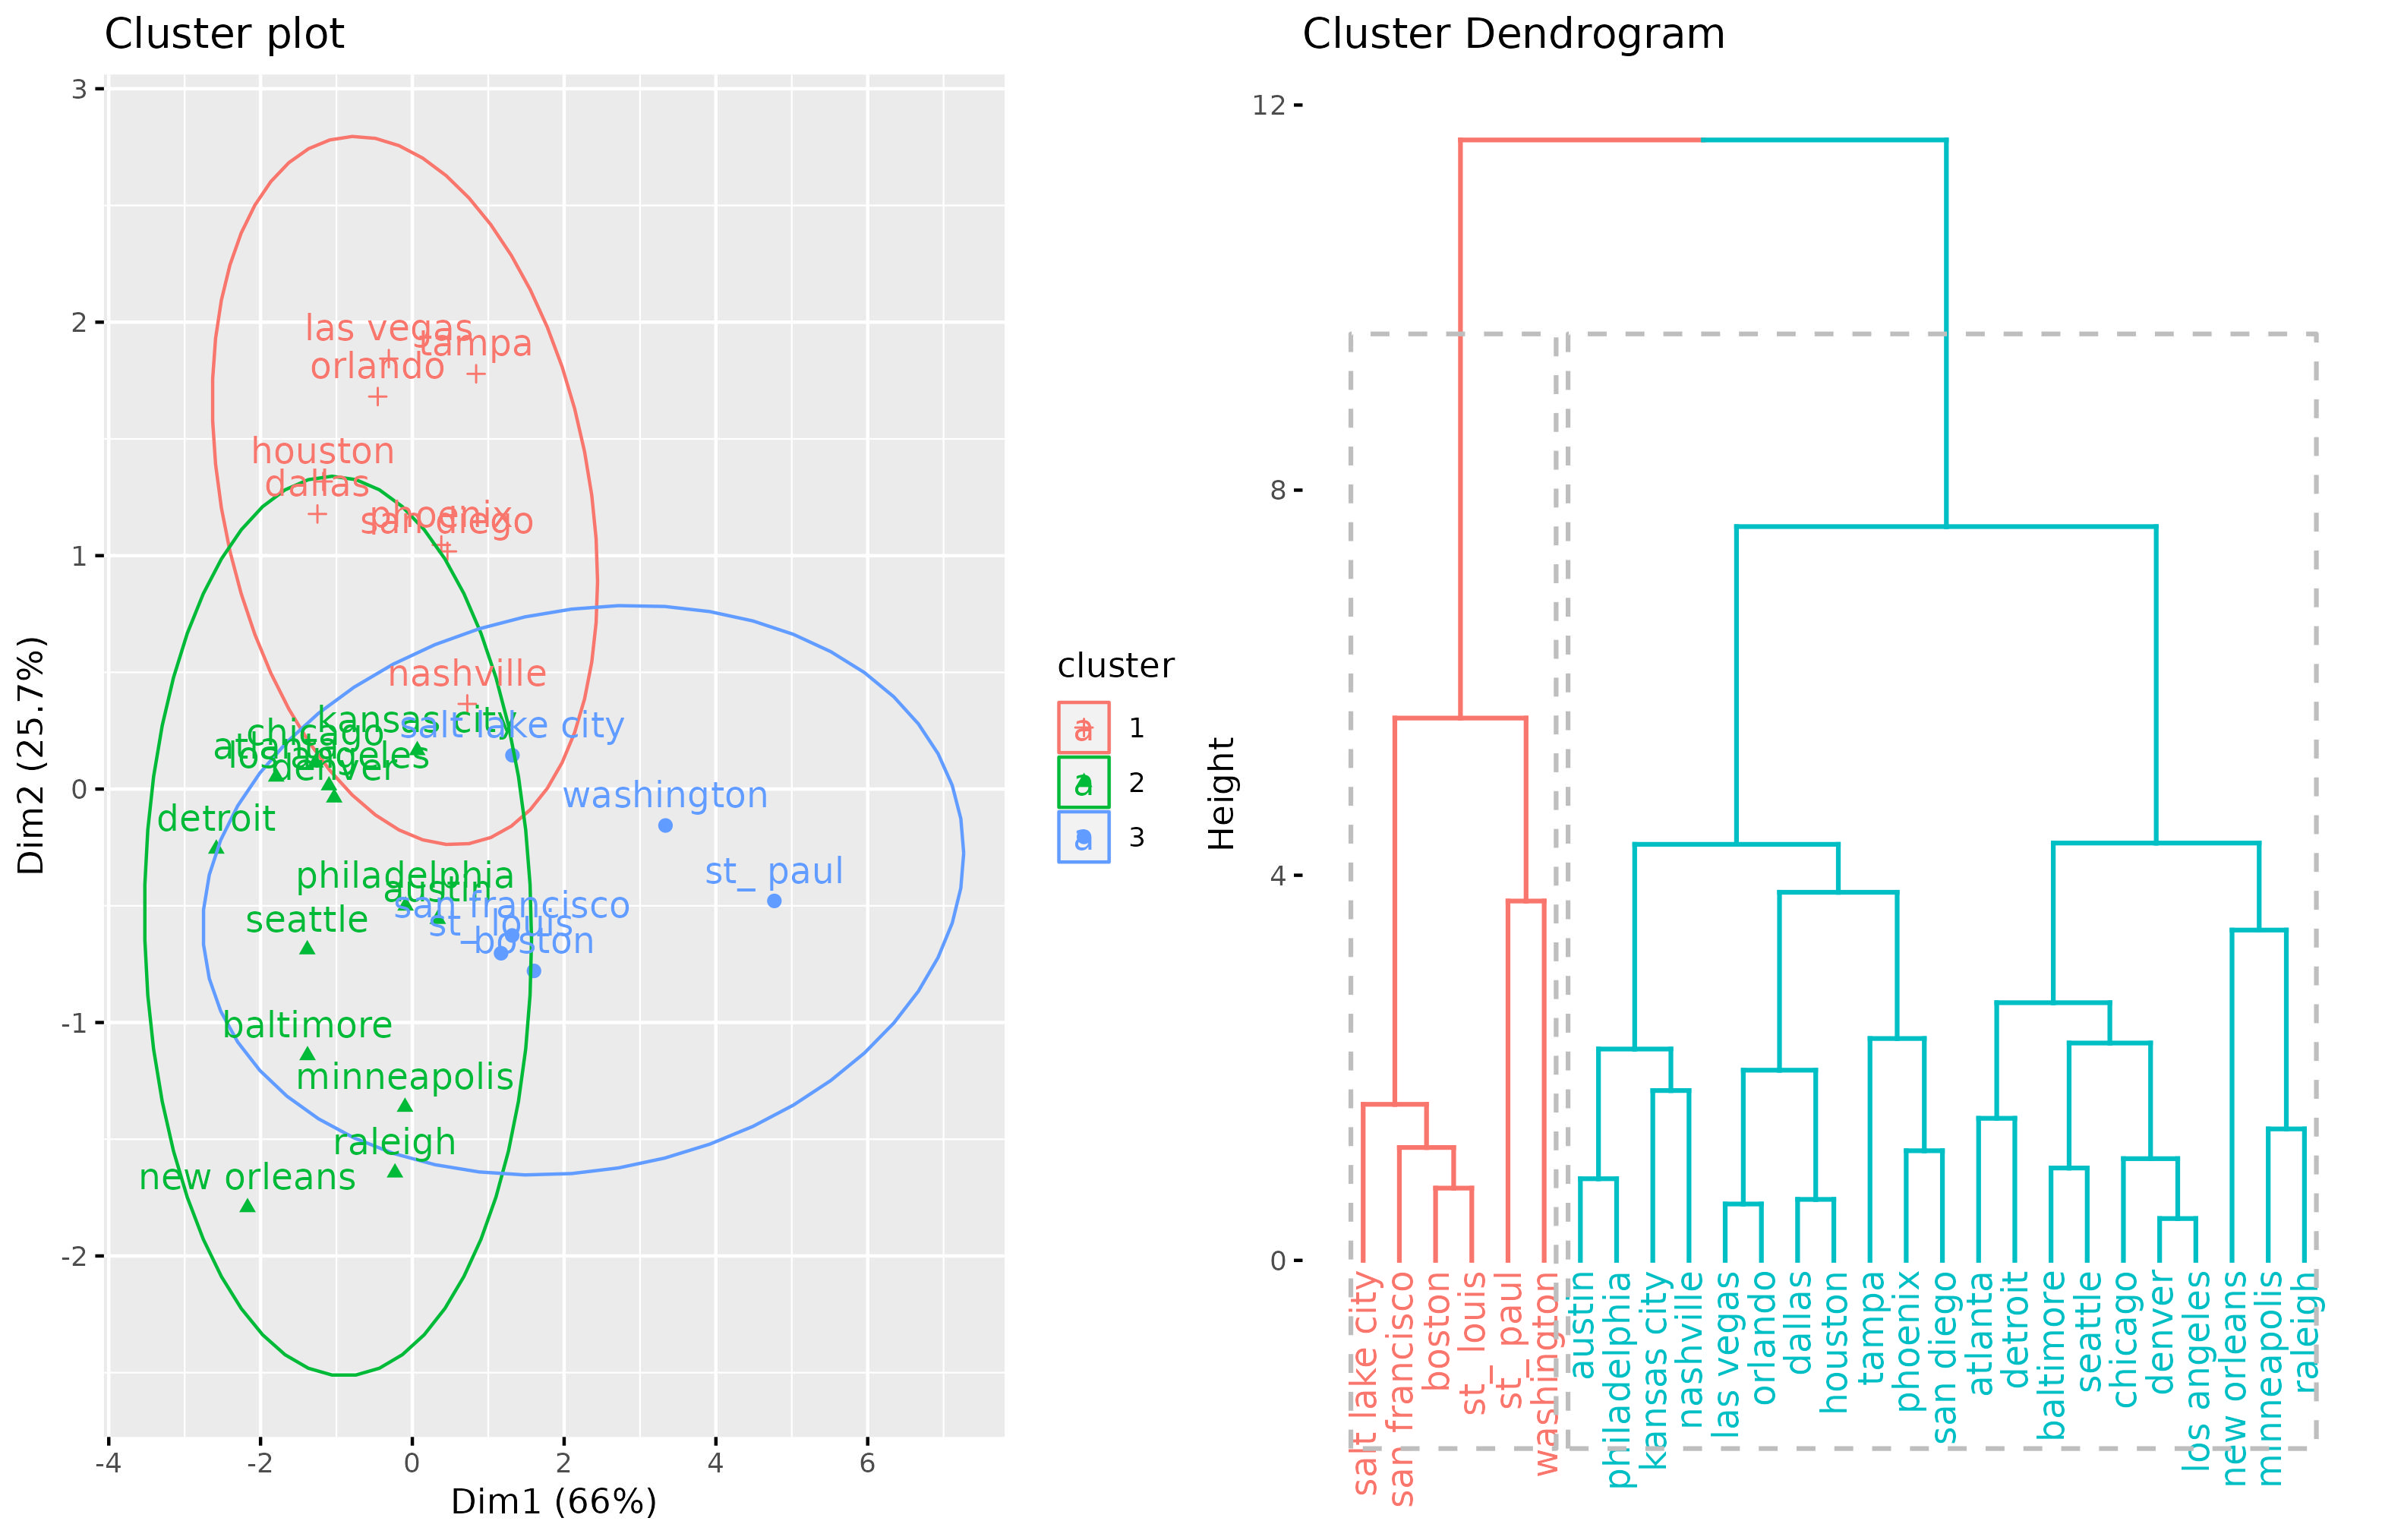 Cluster plot
3
2
1
0
-1
-2
-4
-2
0
2
4
6
Dim1 (66%)
Dim2 (25.7%)
las vegas
tampa
orlando
houston
dallas
phoenix
san diego
nashville
kansas city
salt lake city
chicago
atlanta
los angeles
denver
washington
detroit
philadelphia
st_ paul
austin
san francisco
seattle
st_ louis
boston
baltimore
minneapolis
raleigh
new orleans
cluster
a 1
a 2
a 3
Cluster Dendrogram
12
8
4
0
Height
salt lake city
san francisco
boston
st_ louis
st_ paul
washington
austin
philadelphia
kansas city
nashville
las vegas
orlando
dallas
houston
tampa
phoenix
san diego
atlanta
detroit
baltimore
seattle
chicago
denver
los angeles
new orleans
minneapolis
raleigh